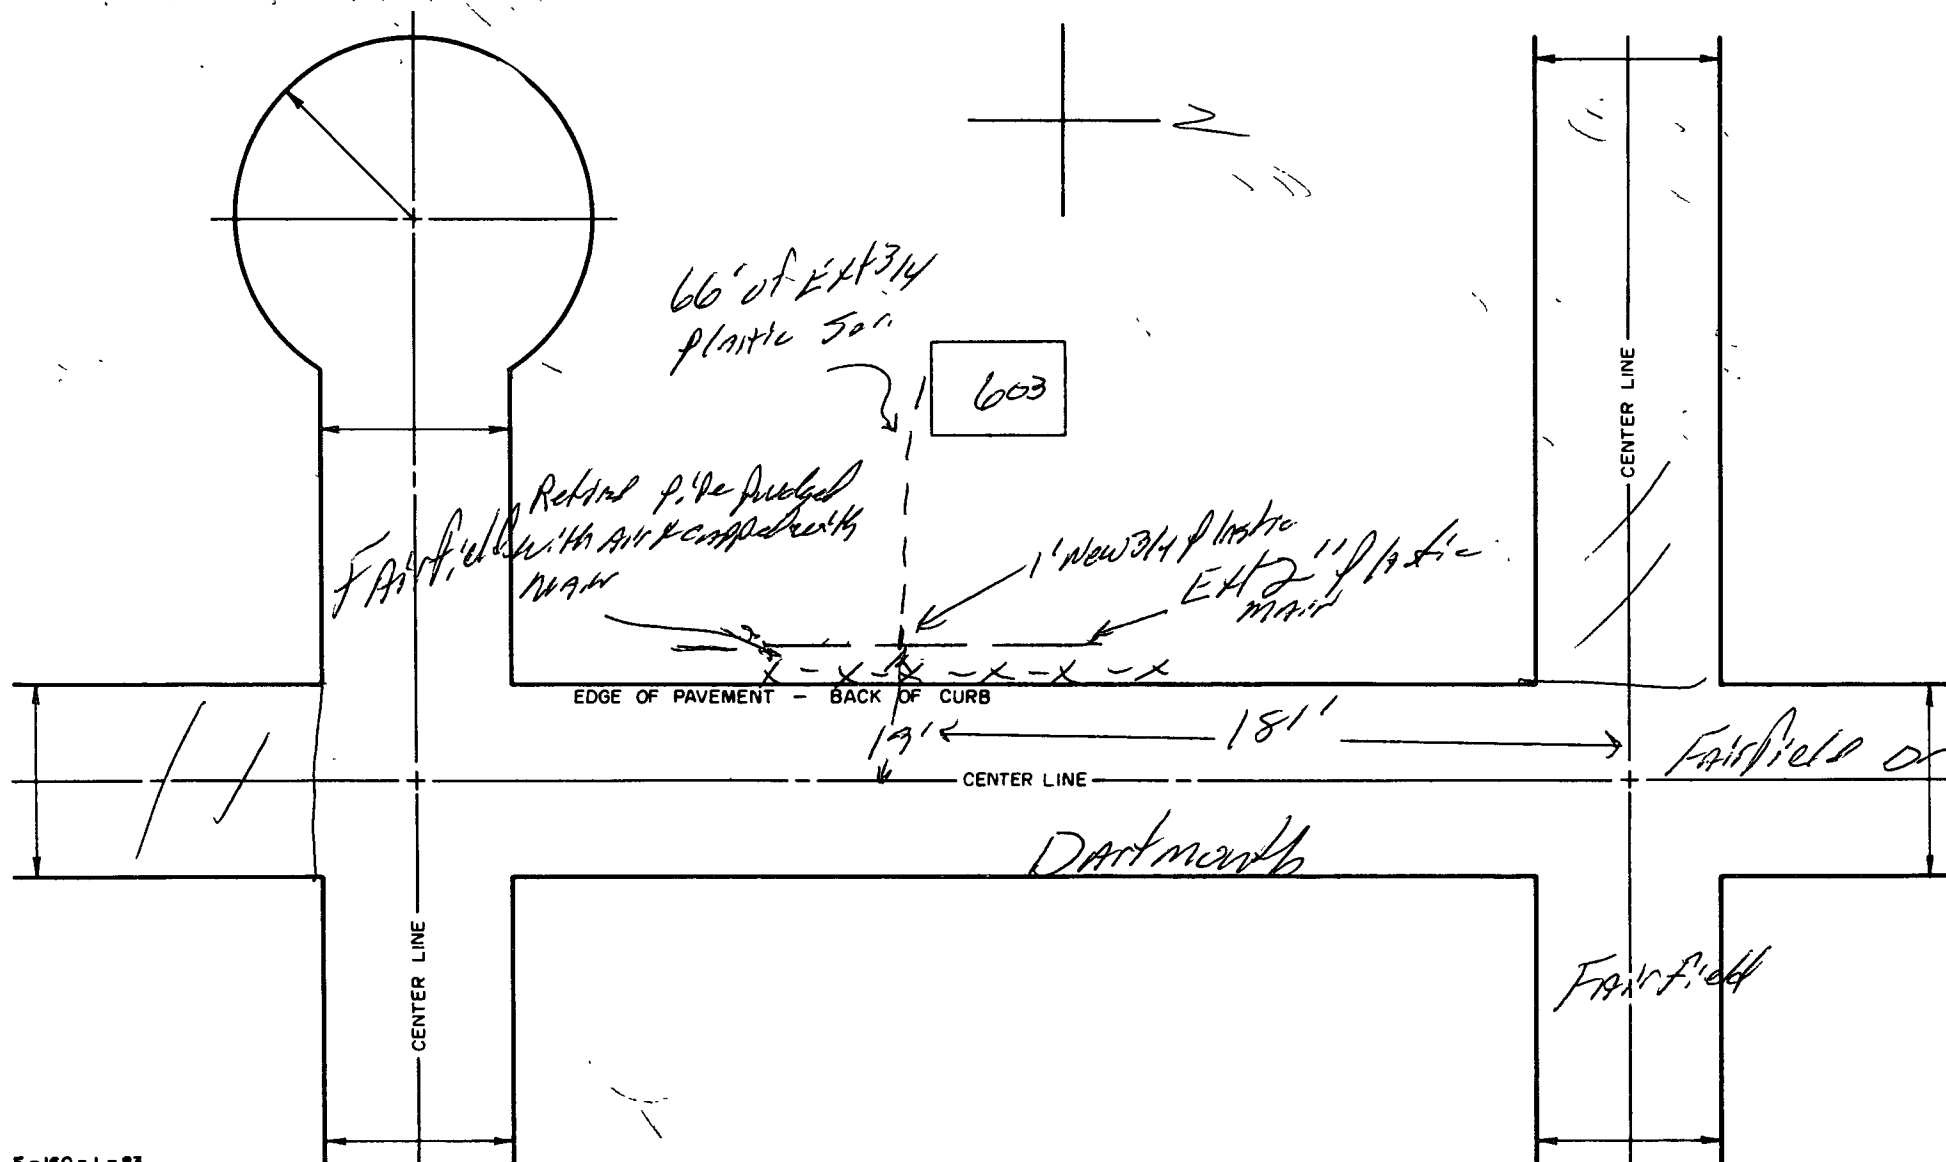 N
66' of Ext 3/4
plastic Ser.
603
CENTER LINE
Retired pipe purged
with air & capped with
Fairfield
1' New 3/4 plastic
Ext 2" plastic
main
x - x - x - x - x - x
EDGE OF PAVEMENT - BACK OF CURB
19'
181'
Fairfield Dr
CENTER LINE
Dartmouth
CENTER LINE
Fairfield